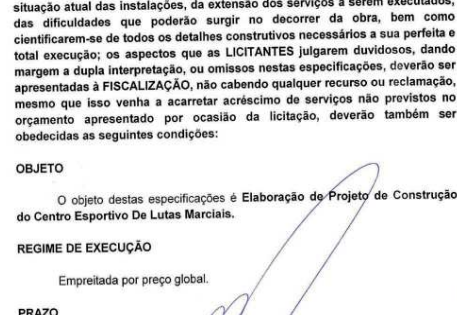 situação atual das instalações, da extensão dos serviços a serem executados,
das dificuldades que poderão surgir no decorrer da obra, bem como
cientificarem-se de todos os detalhes construtivos necessários a sua perfeita e
total execução; os aspectos que as LICITANTES julgarem duvidosos, dando
margem a dupla interpretação, ou omissos nestas especificações, deverão ser
apresentadas à FISCALIZAÇÃO, não cabendo qualquer recurso ou reclamação,
mesmo que isso venha a acarretar acréscimo de serviços não previstos no
orçamento apresentado por ocasião da licitação, deverão também ser
obedecidas as seguintes condições:
OBJETO
O objeto destas especificações é Elaboração de Projeto de Construção
do Centro Esportivo De Lutas Marciais.
REGIME DE EXECUÇÃO
Empreitada por preço global.
PRAZO